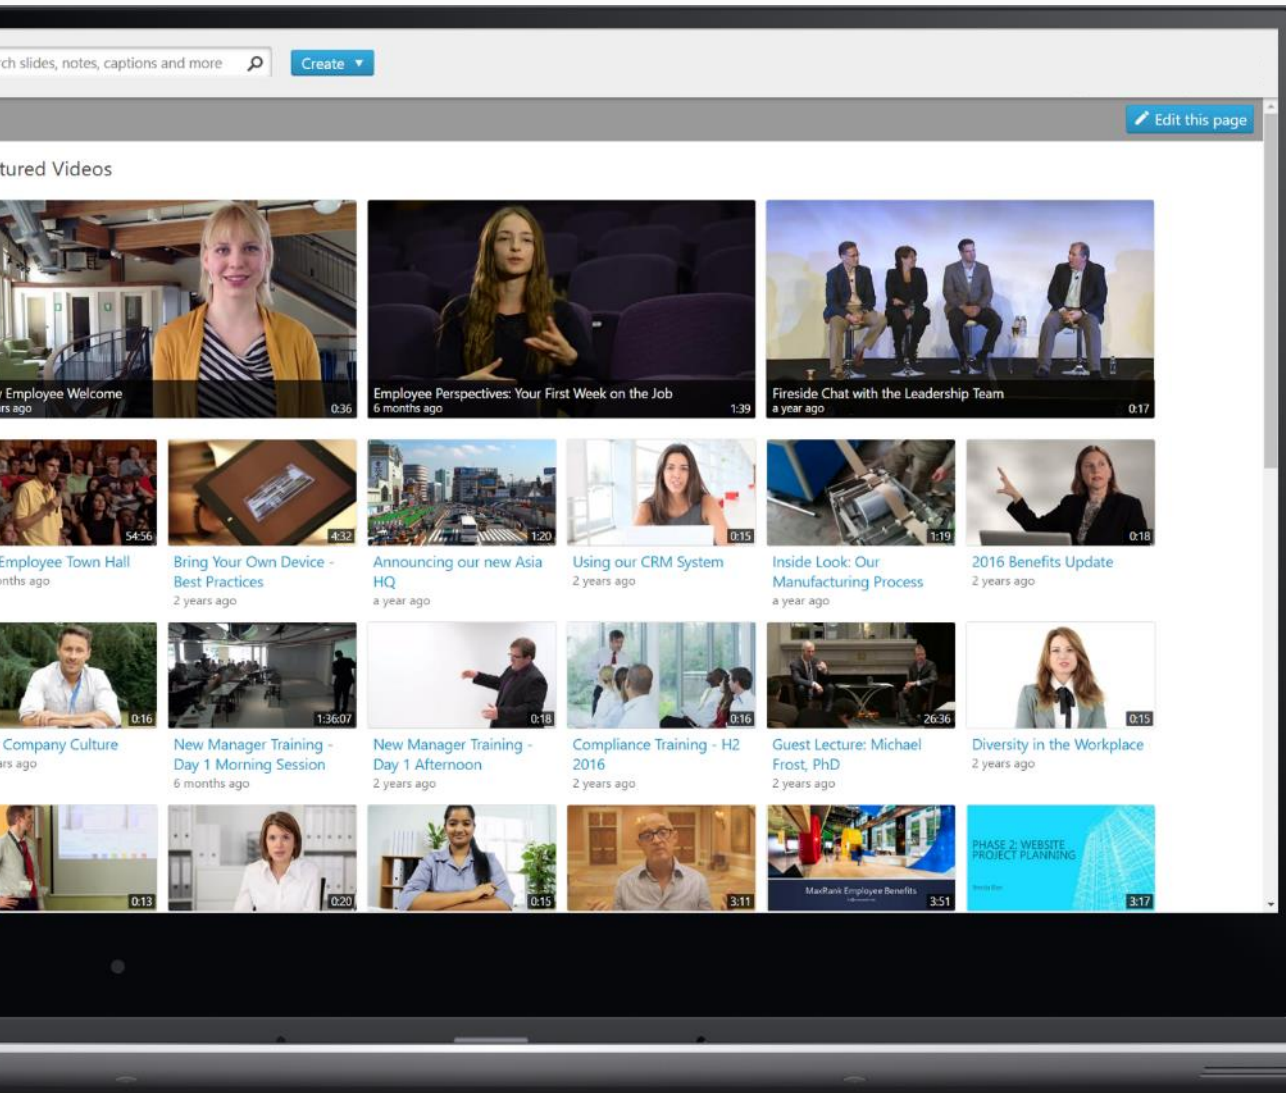 ch slides, notes, captions and more
Create
Edit this page
tured Videos
Employee Welcome
rs ago
0:36
Employee Perspectives: Your First Week on the Job
6 months ago
1:39
Fireside Chat with the Leadership Team
a year ago
0:17
54:56
4:32
1:20
0:15
1:19
0:18
Employee Town Hall
nths ago
Bring Your Own Device -
Best Practices
2 years ago
Announcing our new Asia
HQ
a year ago
Using our CRM System
2 years ago
Inside Look: Our
Manufacturing Process
a year ago
2016 Benefits Update
2 years ago
0:16
1:36:07
0:18
0:16
26:36
0:15
Company Culture
rs ago
New Manager Training -
Day 1 Morning Session
6 months ago
New Manager Training -
Day 1 Afternoon
2 years ago
Compliance Training - H2
2016
2 years ago
Guest Lecture: Michael
Frost, PhD
2 years ago
Diversity in the Workplace
2 years ago
0:13
0:20
0:15
3:11
MaxRank Employee Benefits
3:51
PHASE 2: WEBSITE
PROJECT PLANNING
3:17